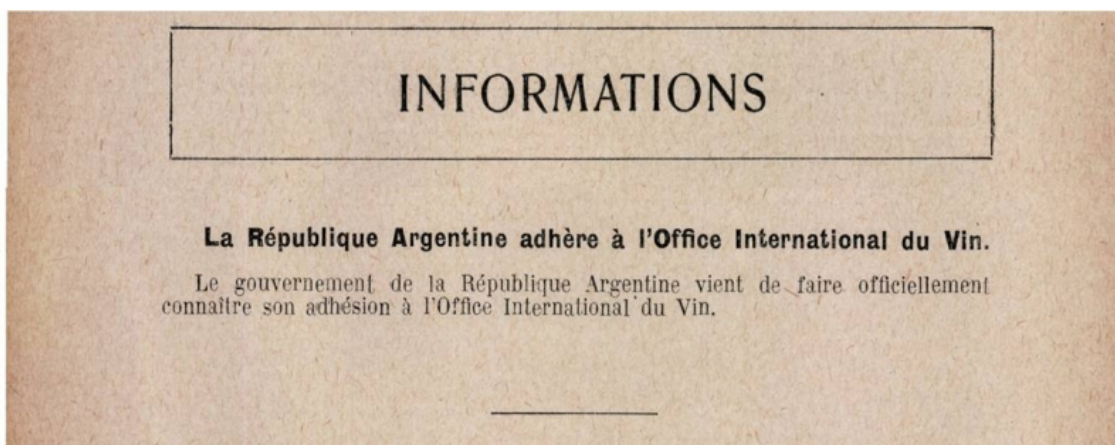 INFORMATIONS
La République Argentine adhère à l'Office International du Vin.
Le gouvernement de la République Argentine vient de faire officiellement
connaître son adhésion à l'Office International du Vin.